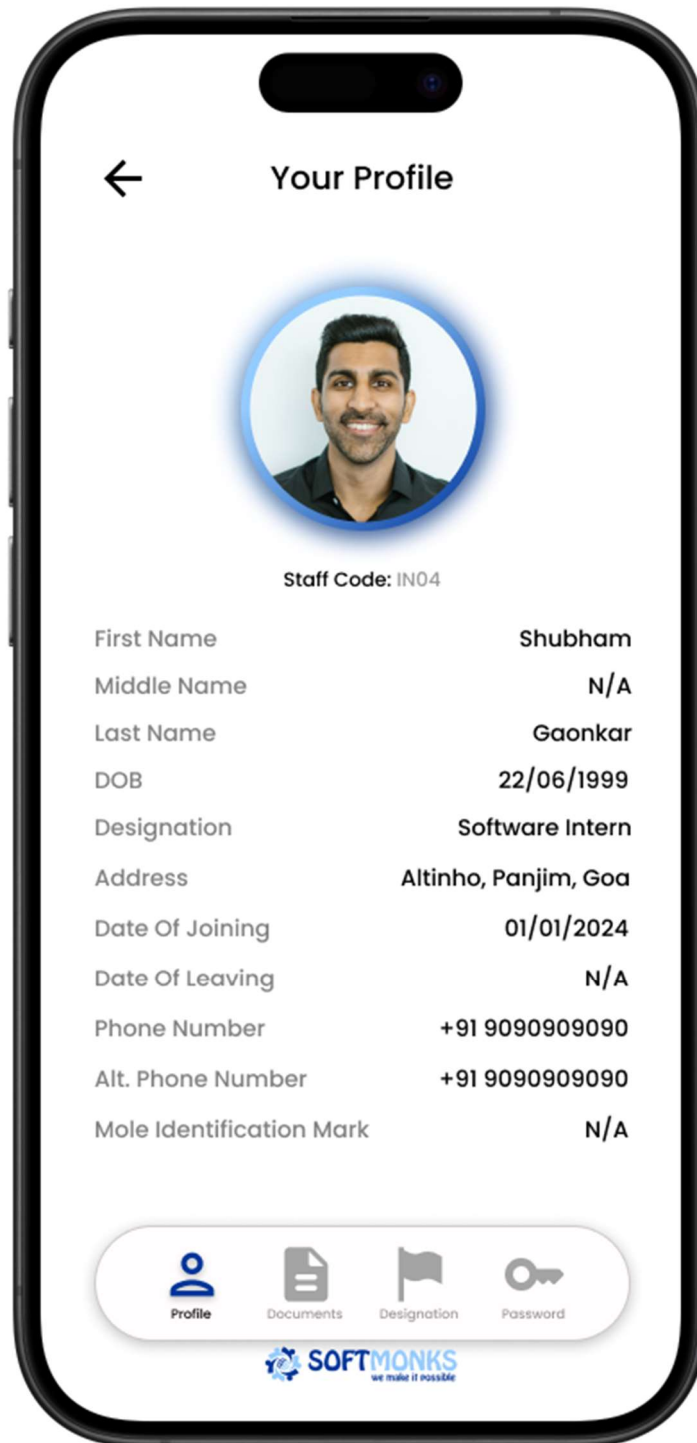 Your Profile
Staff Code: IN04
First Name Shubham
Middle Name N/A
Last Name Gaonkar
DOB 22/06/1999
Designation Software Intern
Address Altinho, Panjim, Goa
Date Of Joining 01/01/2024
Date Of Leaving N/A
Phone Number +91 9090909090
Alt. Phone Number +91 9090909090
Mole Identification Mark N/A
Profile Documents Designation Password
SOFTMONKS
we make it possible